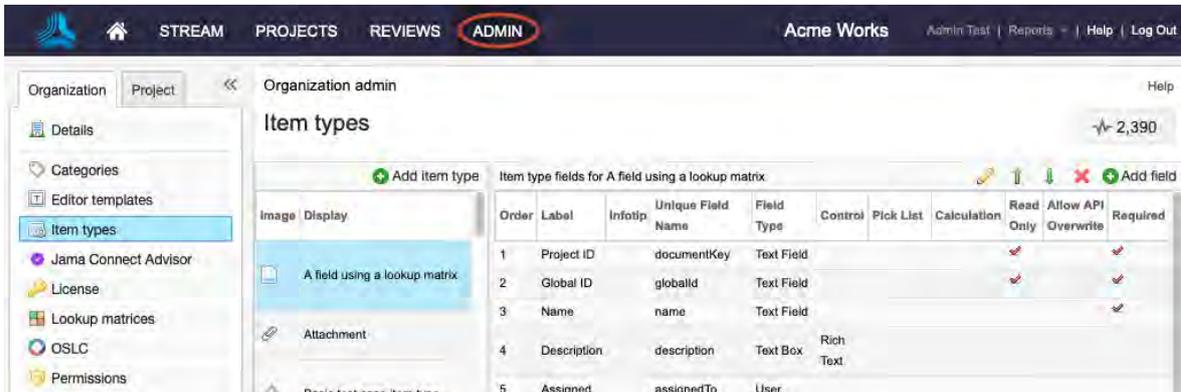 STREAM PROJECTS REVIEWS ADMIN Acme Works Admin Test | Reports | Help | Log Out
Organization Project
Organization admin Help
Details
Item types 2,390
Categories
Editor templates
Item types
Jama Connect Advisor
License
Lookup matrices
OSLC
Permissions
Add item type
Image Display
A field using a lookup matrix
Attachment
Basic test case item type
Item type fields for A field using a lookup matrix Add field
Order Label Infotip Unique Field Name Field Type Control Pick List Calculation Read Only Allow API Overwrite Required
1 Project ID documentKey Text Field
2 Global ID globalId Text Field
3 Name name Text Field
4 Description description Text Box Rich Text
5 Assigned assignedTo User